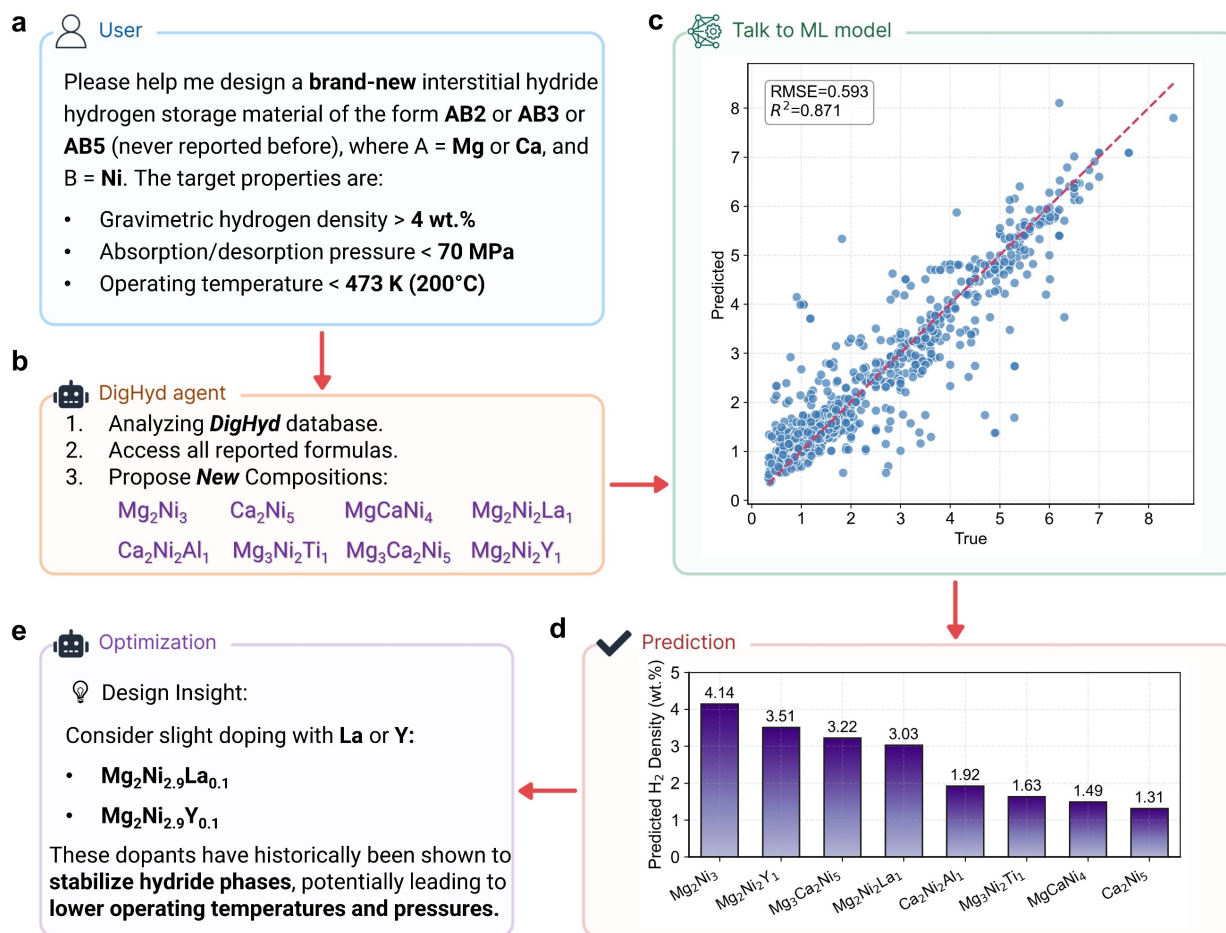 a
User
Please help me design a brand-new interstitial hydride
hydrogen storage material of the form AB2 or AB3 or
AB5 (never reported before), where A = Mg or Ca, and
B = Ni. The target properties are:
• Gravimetric hydrogen density > 4 wt.%
• Absorption/desorption pressure < 70 MPa
• Operating temperature < 473 K (200°C)
b
DigHyd agent
1. Analyzing DigHyd database.
2. Access all reported formulas.
3. Propose New Compositions:
Mg₂Ni₃ Ca₂Ni₅ MgCaNi₄ Mg₂Ni₂La₁
Ca₂Ni₂Al₁ Mg₃Ni₂Ti₁ Mg₃Ca₂Ni₅ Mg₂Ni₂Y₁
c
Talk to ML model
RMSE=0.593
R²=0.871
Predicted
8
7
6
5
4
3
2
1
0
0 1 2 3 4 5 6 7 8
True
d
Prediction
Predicted H₂ Density (wt.%)
5
4
3
2
1
0
4.14
3.51
3.22
3.03
1.92
1.63
1.49
1.31
Mg₂Ni₃
Mg₂Ni₂Y₁
Mg₃Ca₂Ni₅
Mg₂Ni₂La₁
Ca₂Ni₂Al₁
Mg₃Ni₂Ti₁
MgCaNi₄
Ca₂Ni₅
e
Optimization
Design Insight:
Consider slight doping with La or Y:
• Mg₂Ni₂.₉La₀.₁
• Mg₂Ni₂.₉Y₀.₁
These dopants have historically been shown to
stabilize hydride phases, potentially leading to
lower operating temperatures and pressures.